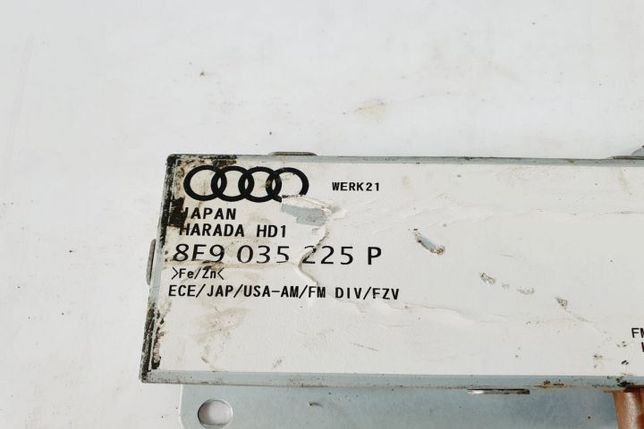 WERK21
JAPAN
HARADA HD1
8F9 035 225 P
>Fe/Zn<
ECE/JAP/USA-AM/FM DIV/FZV